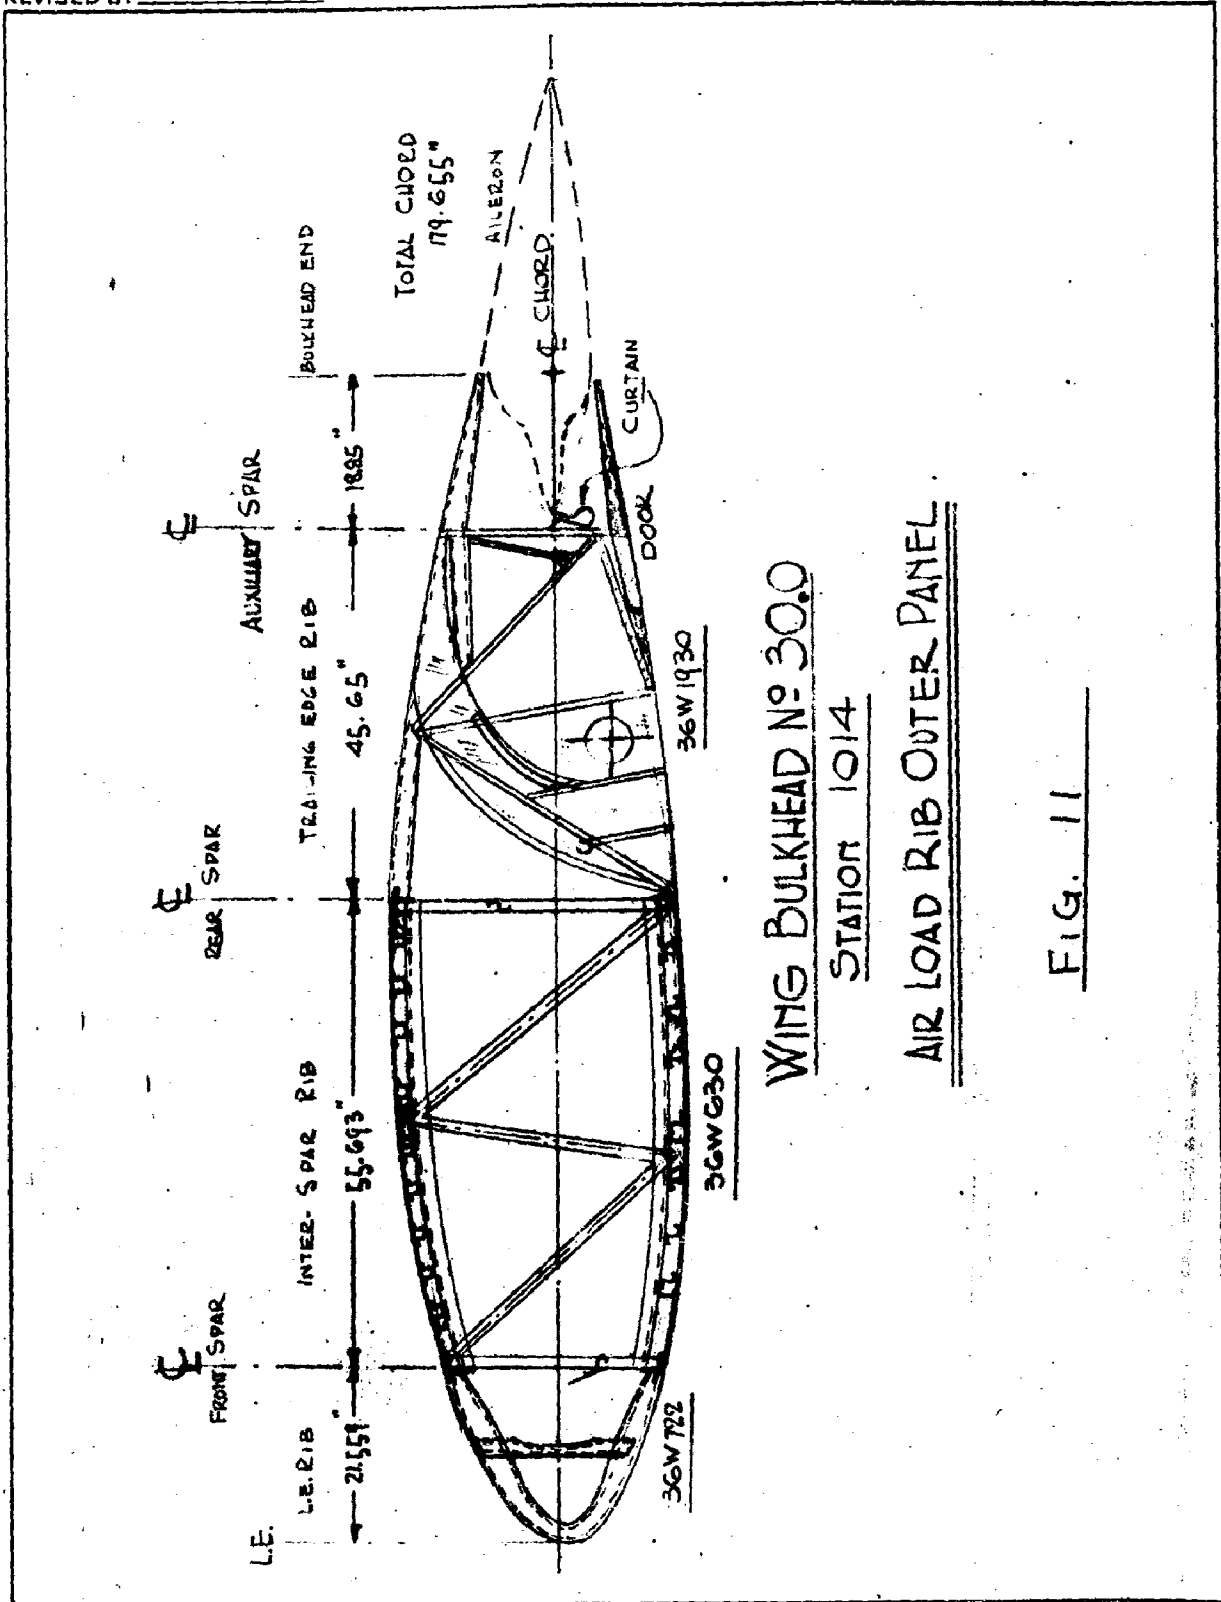 REVISED BY
L.E.
L.E. RIB
21.559"
℄
FRONT SPAR
INTER-SPAR RIB
55.693"
℄
REAR SPAR
TRAILING EDGE RIB
45.65"
℄
AUXILIARY SPAR
18.85"
BULKHEAD END
TOTAL CHORD
179.655"
AILERON
℄ CHORD.
CURTAIN
DOOR
36W722
36W630
36W1930
WING BULKHEAD Nº 30.0
STATION 1014
AIR LOAD RIB OUTER PANEL.
FIG. 11